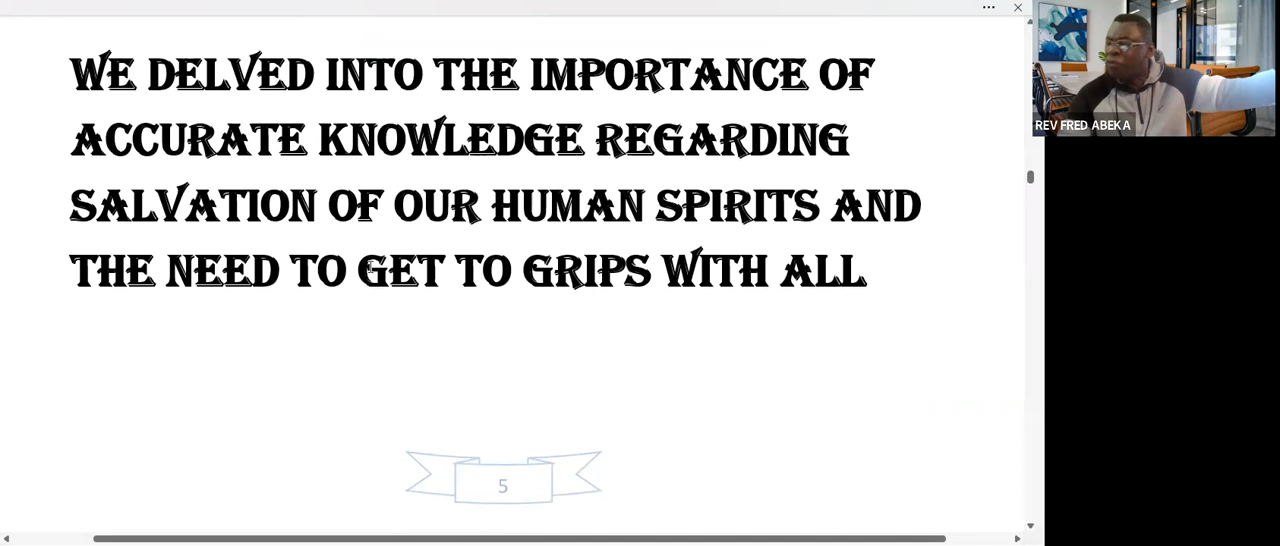 WE DELVED INTO THE IMPORTANCE OF
ACCURATE KNOWLEDGE REGARDING
SALVATION OF OUR HUMAN SPIRITS AND
THE NEED TO GET TO GRIPS WITH ALL
5
REV FRED ABEKA